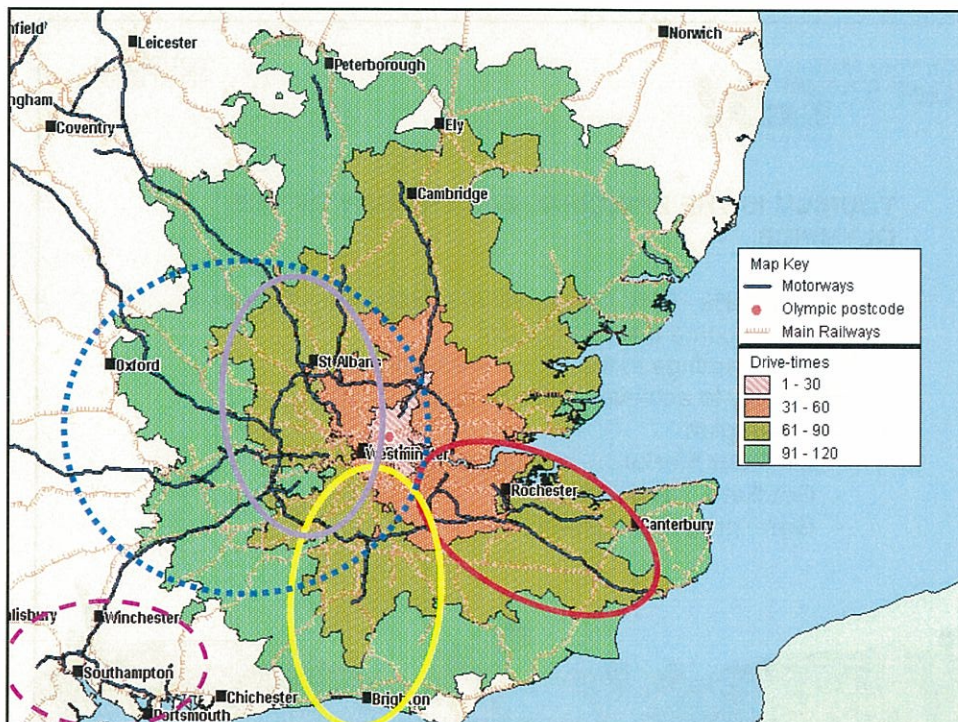 nfield
Leicester
Norwich
Peterborough
ngham
Coventry
Ely
Cambridge
Map Key
Motorways
Olympic postcode
Main Railways
Drive-times
1 - 30
31 - 60
61 - 90
91 - 120
Oxford
St Albans
Westminster
Rochester
Canterbury
lisbury
Winchester
Southampton
Chichester
Brighton
Portsmouth